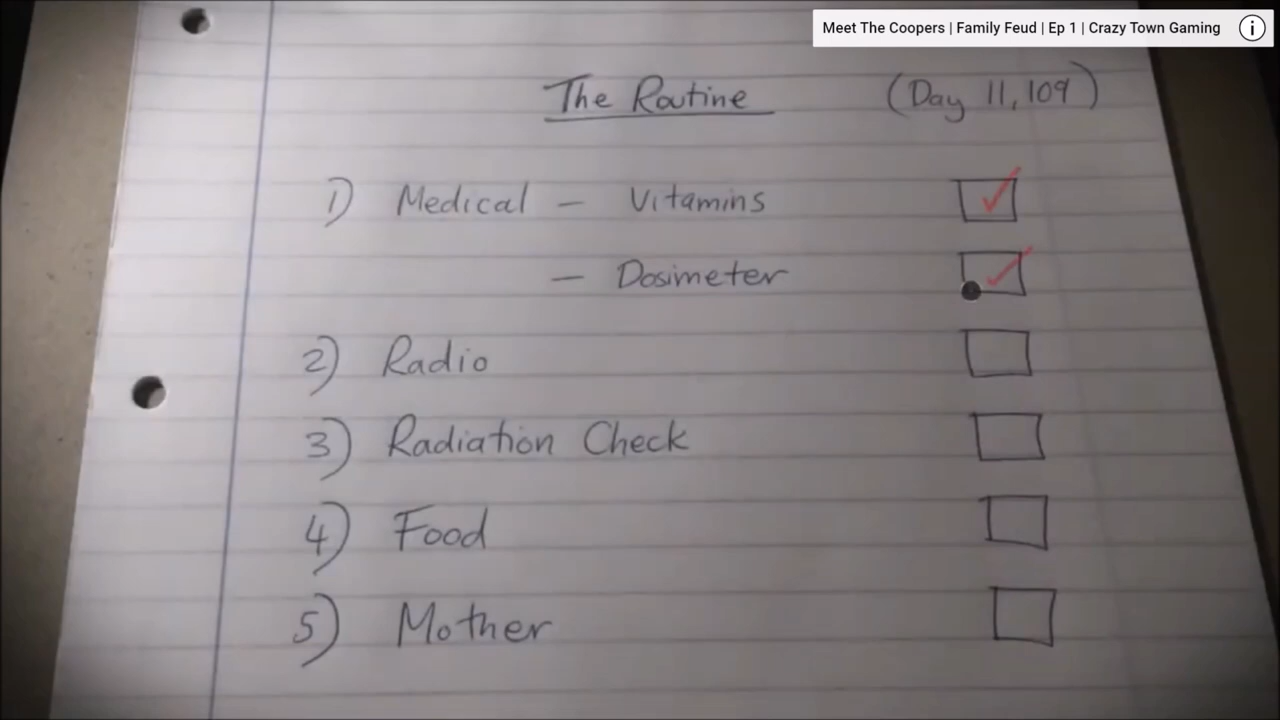 Meet The Coopers | Family Feud | Ep 1 | Crazy Town Gaming
The Routine (Day 11,109)
1) Medical - Vitamins
- Dosimeter
2) Radio
3) Radiation Check
4) Food
5) Mother